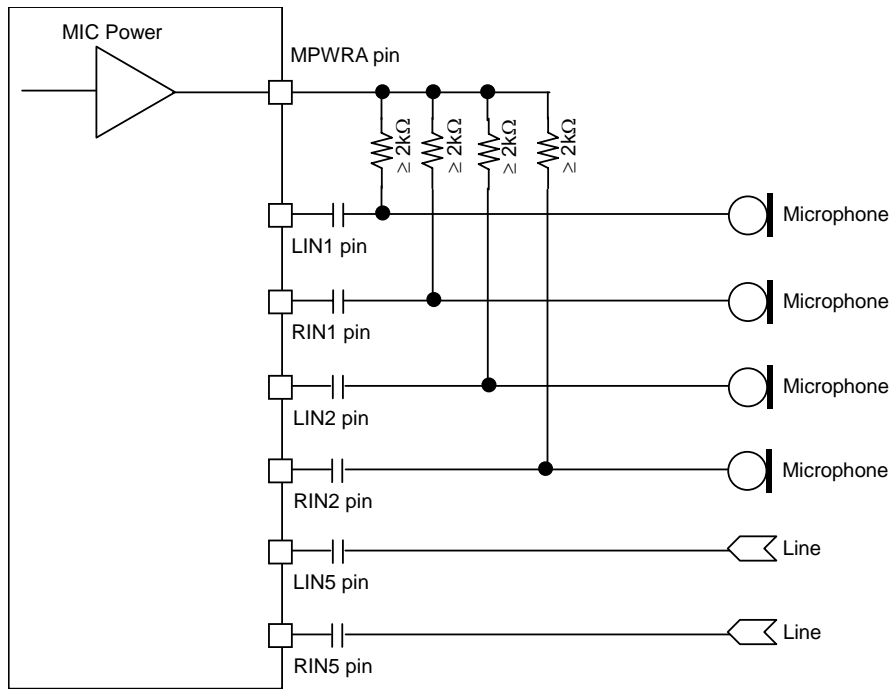 MIC Power
MPWRA pin
≥ 2kΩ
≥ 2kΩ
≥ 2kΩ
≥ 2kΩ
LIN1 pin
Microphone
RIN1 pin
Microphone
LIN2 pin
Microphone
RIN2 pin
Microphone
LIN5 pin
Line
RIN5 pin
Line